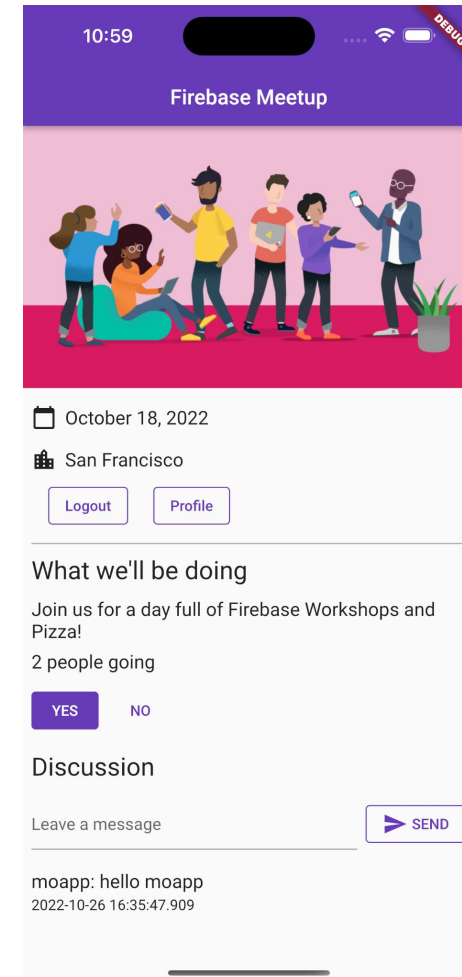 10:59
DEBUG
Firebase Meetup
October 18, 2022
San Francisco
Logout Profile
What we'll be doing
Join us for a day full of Firebase Workshops and
Pizza!
2 people going
YES NO
Discussion
Leave a message SEND
moapp: hello moapp
2022-10-26 16:35:47.909